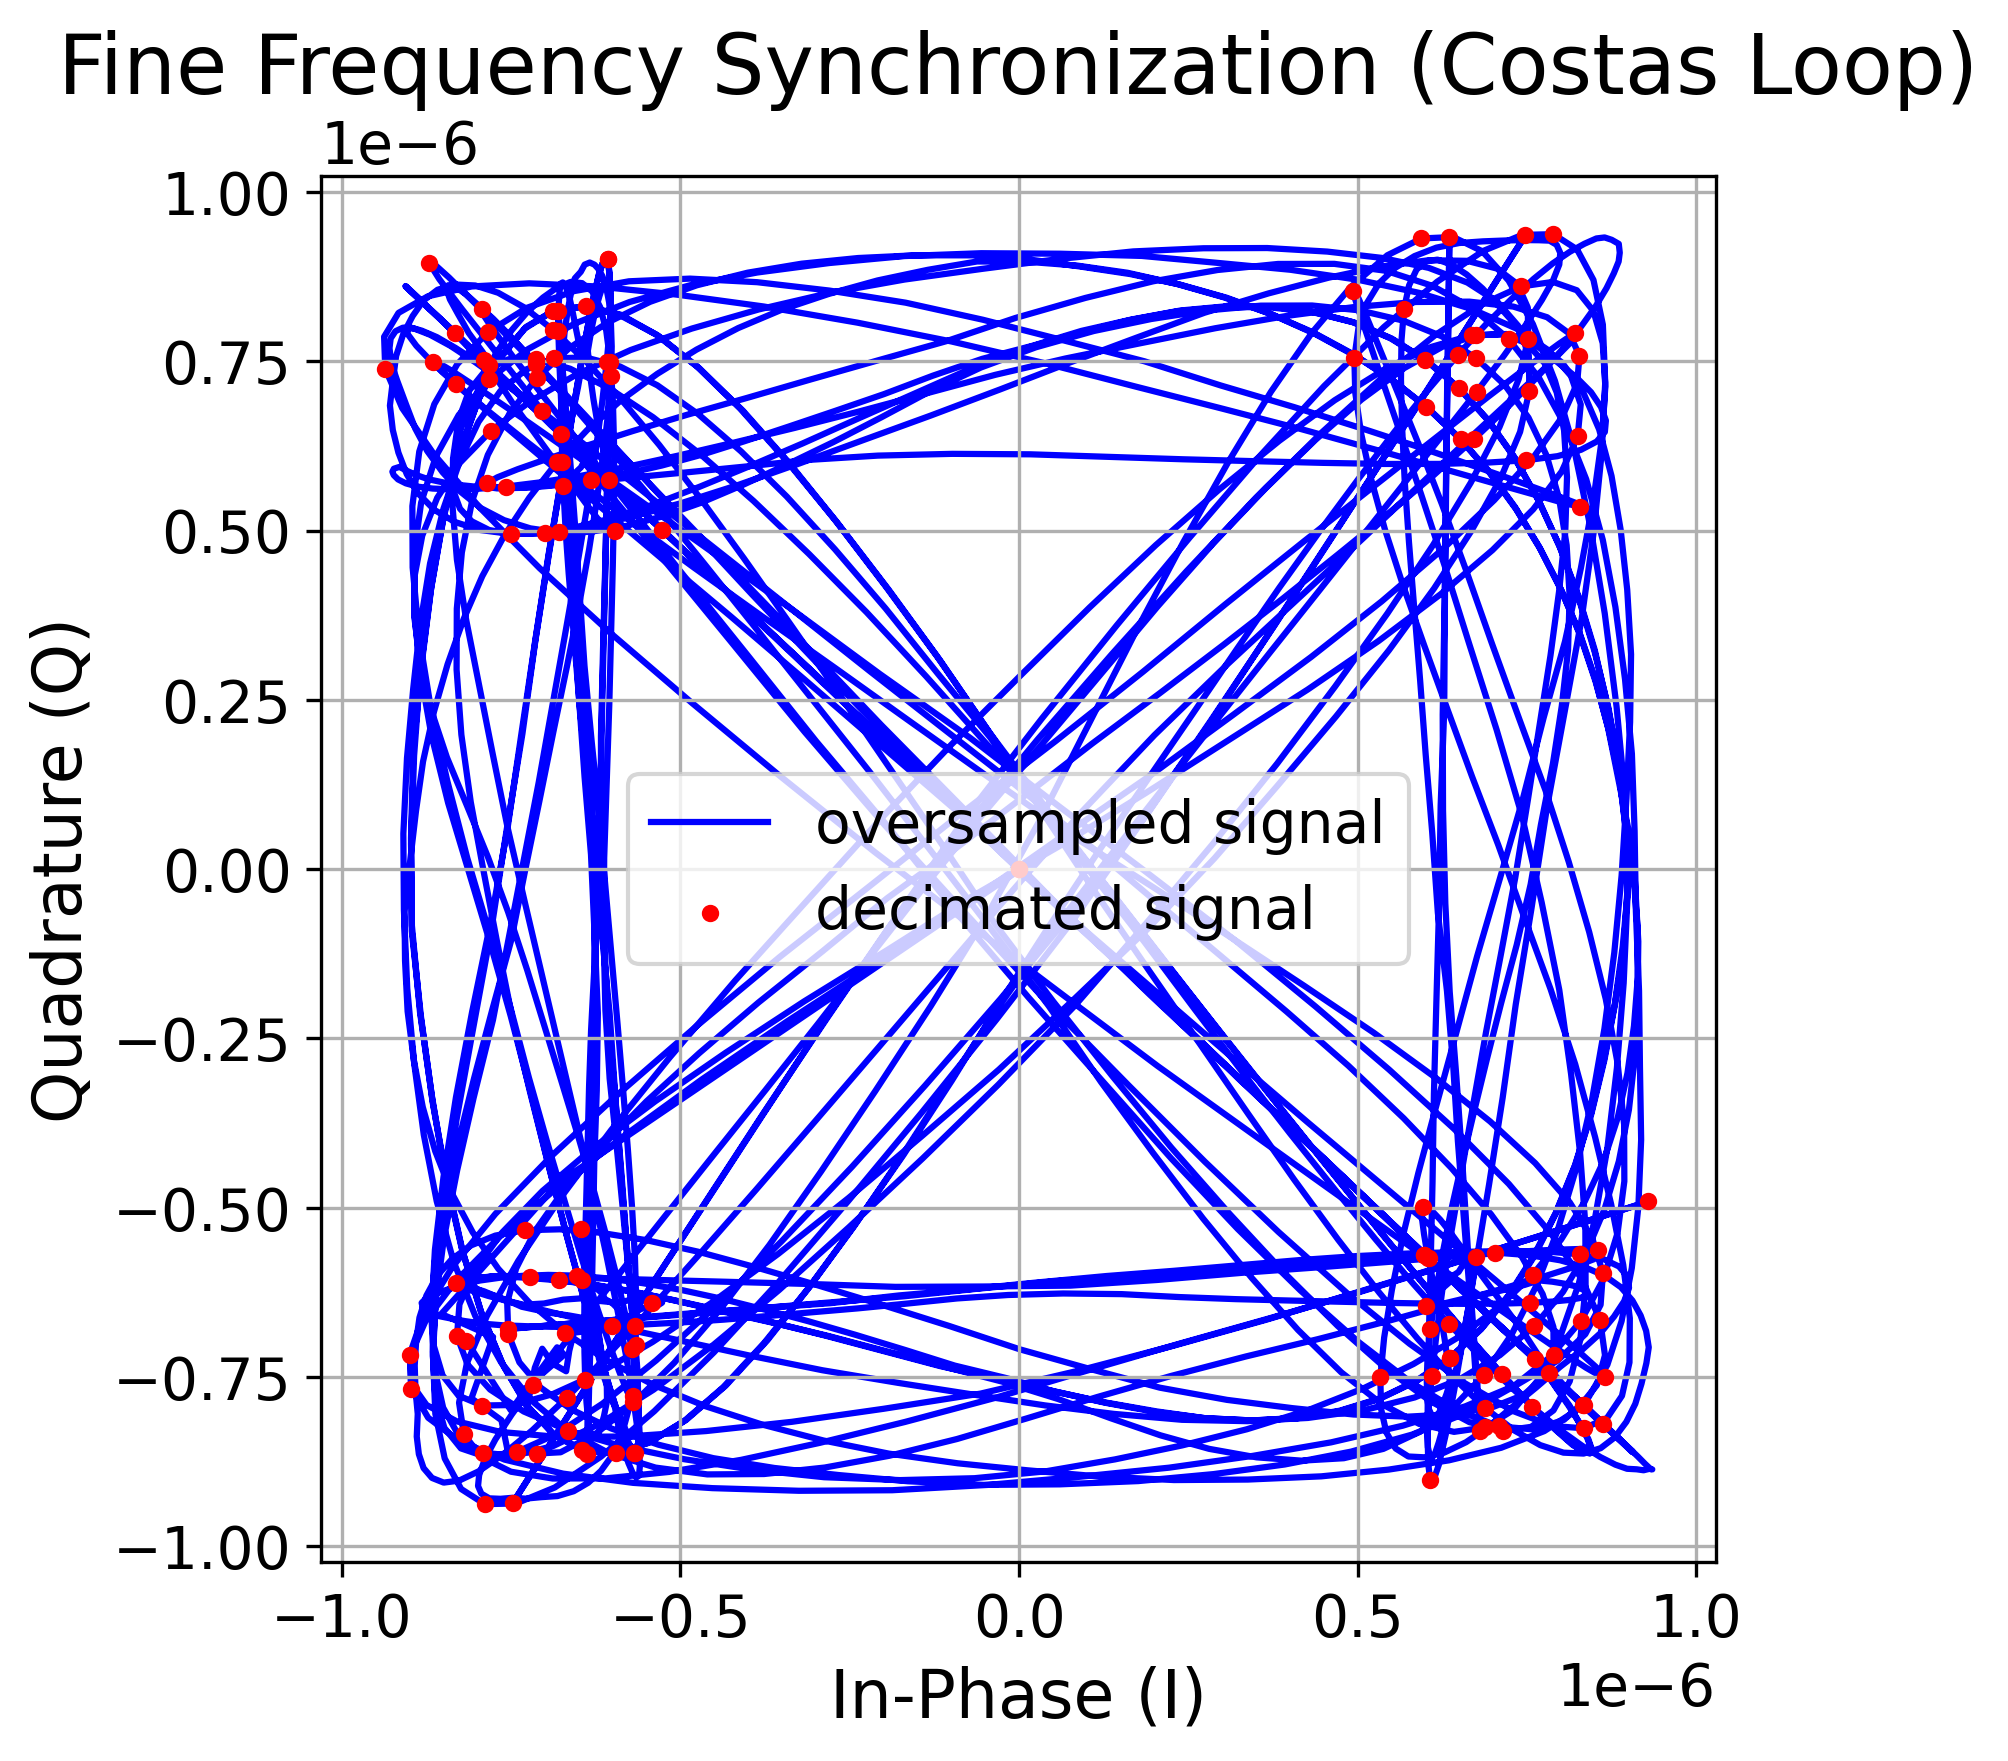 Fine Frequency Synchronization (Costas Loop)
1e−6
1.00
0.75
0.50
0.25
0.00
−0.25
−0.50
−0.75
−1.00
Quadrature (Q)
oversampled signal
decimated signal
−1.0 −0.5 0.0 0.5 1.0
1e−6
In-Phase (I)